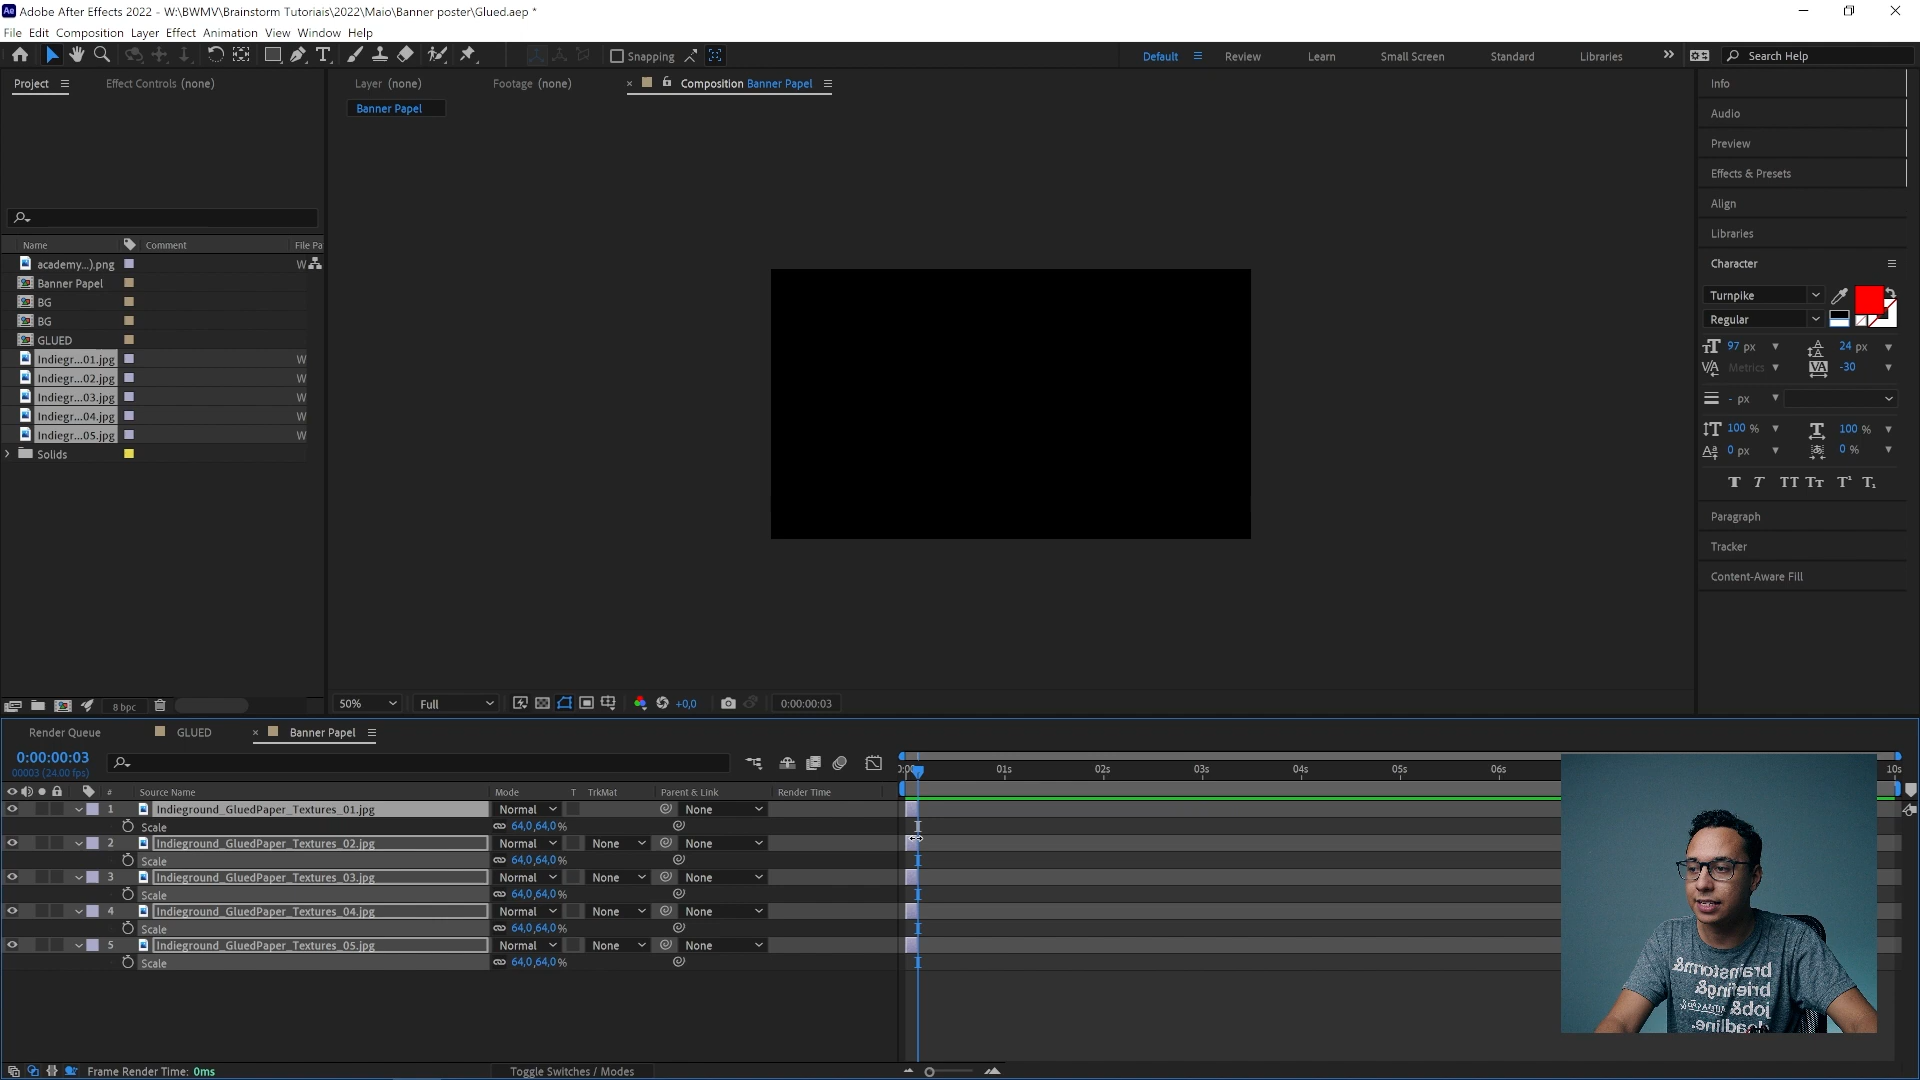 Adobe After Effects 2022 - W:\BWMV\Brainstorm Tutoriais\2022\Maio\Banner poster\Glued.aep *
File Edit Composition Layer Effect Animation View Window Help
Snapping
Default Review Learn Small Screen Standard Libraries Search Help
Project Effect Controls (none)
Layer (none) Footage (none) Composition Banner Papel
Banner Papel
Name Comment File Pa
academy...).png W
Banner Papel
BG
BG
GLUED
Indiegr...01.jpg W
Indiegr...02.jpg W
Indiegr...03.jpg W
Indiegr...04.jpg W
Indiegr...05.jpg W
Solids
8 bpc
50% Full +0,0 0:00:00:03
Info
Audio
Preview
Effects & Presets
Align
Libraries
Character
Turnpike
Regular
97 px 24 px
Metrics -30
- px
100 % 100 %
0 px 0 %
Paragraph
Tracker
Content-Aware Fill
Render Queue GLUED Banner Papel
0:00:00:03
00003 (24.00 fps)
01s 02s 03s 04s 05s 06s 10s
# Source Name Mode T TrkMat Parent & Link Render Time
1 Indieground_GluedPaper_Textures_01.jpg Normal None
Scale 64,0,64,0%
2 Indieground_GluedPaper_Textures_02.jpg Normal None None
Scale 64,0,64,0%
3 Indieground_GluedPaper_Textures_03.jpg Normal None None
Scale 64,0,64,0%
4 Indieground_GluedPaper_Textures_04.jpg Normal None None
Scale 64,0,64,0%
5 Indieground_GluedPaper_Textures_05.jpg Normal None None
Scale 64,0,64,0%
brainstorm&
briefing&
job&
deadline.
Frame Render Time: 0ms Toggle Switches / Modes